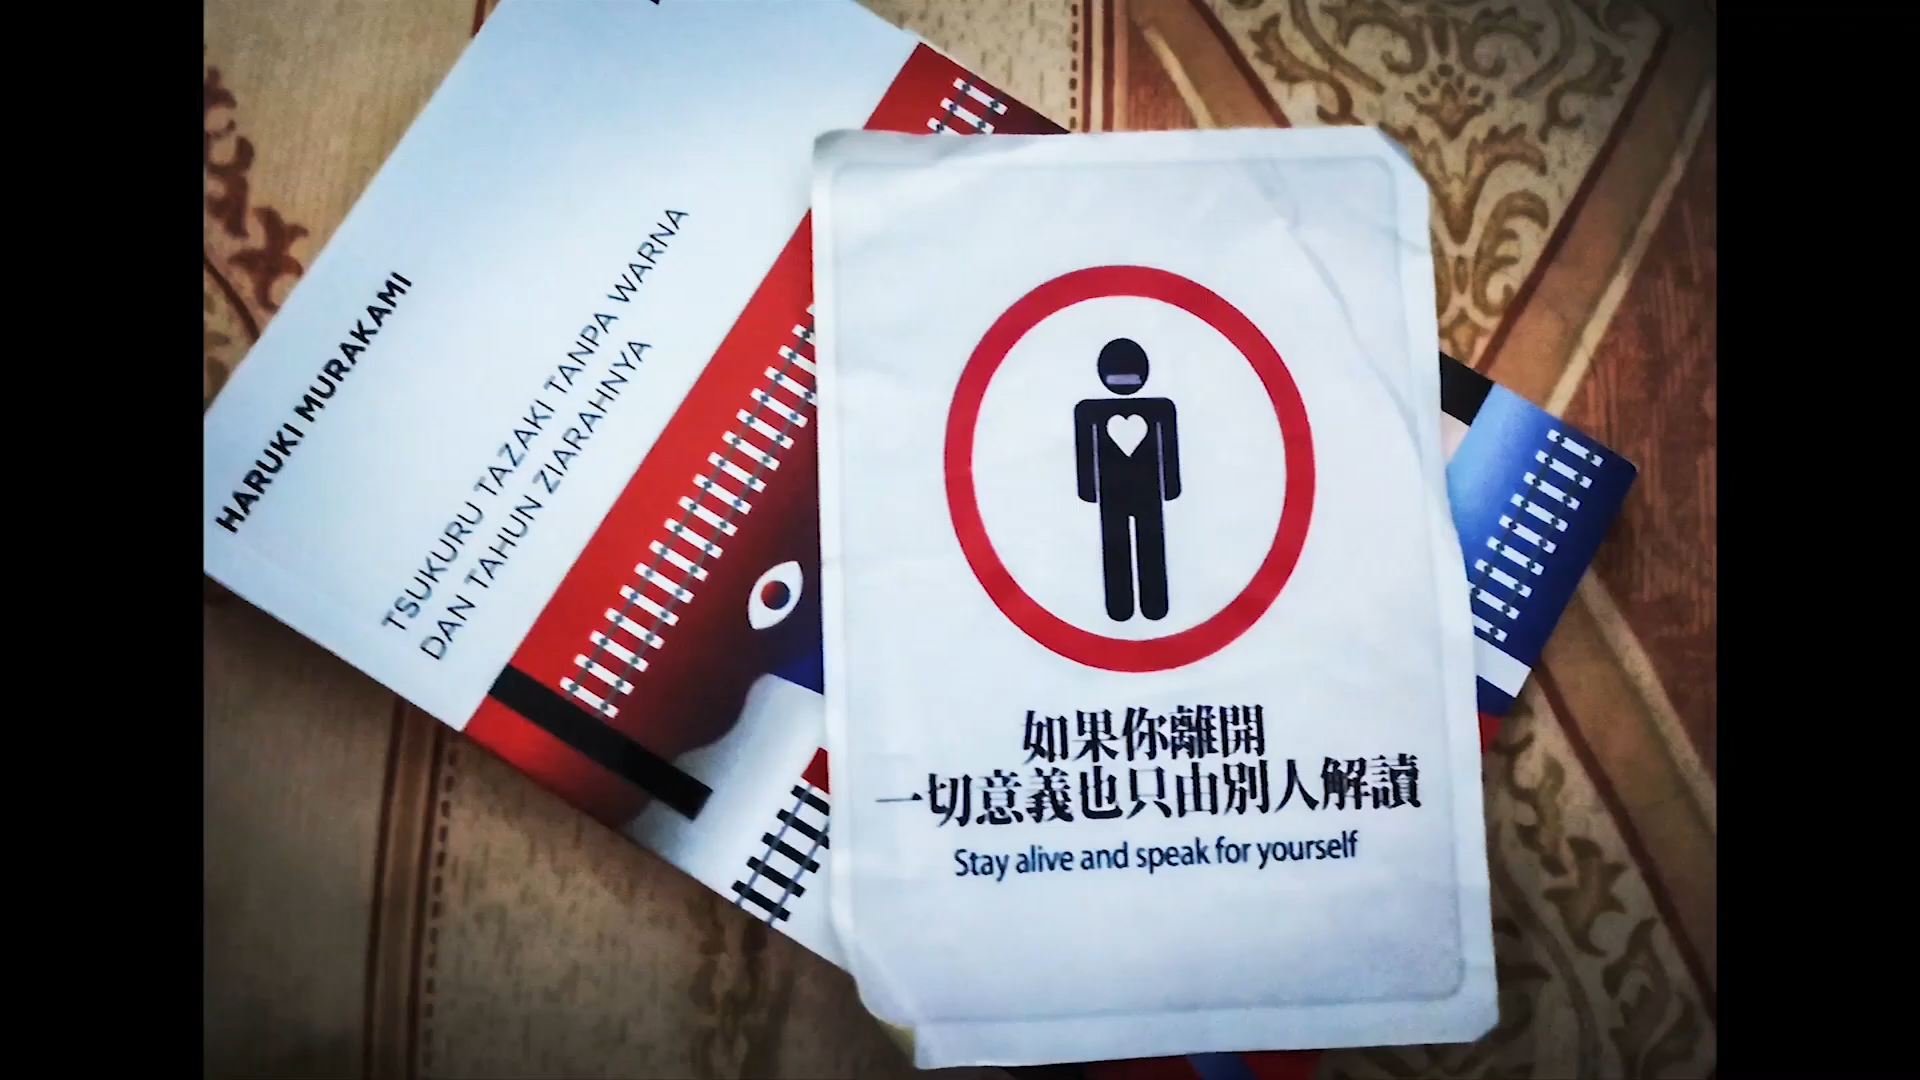 HARUKI MURAKAMI
TSUKURU TAZAKI TANPA WARNA
DAN TAHUN ZIARAHNYA
如果你離開
一切意義也只由別人解讀
Stay alive and speak for yourself